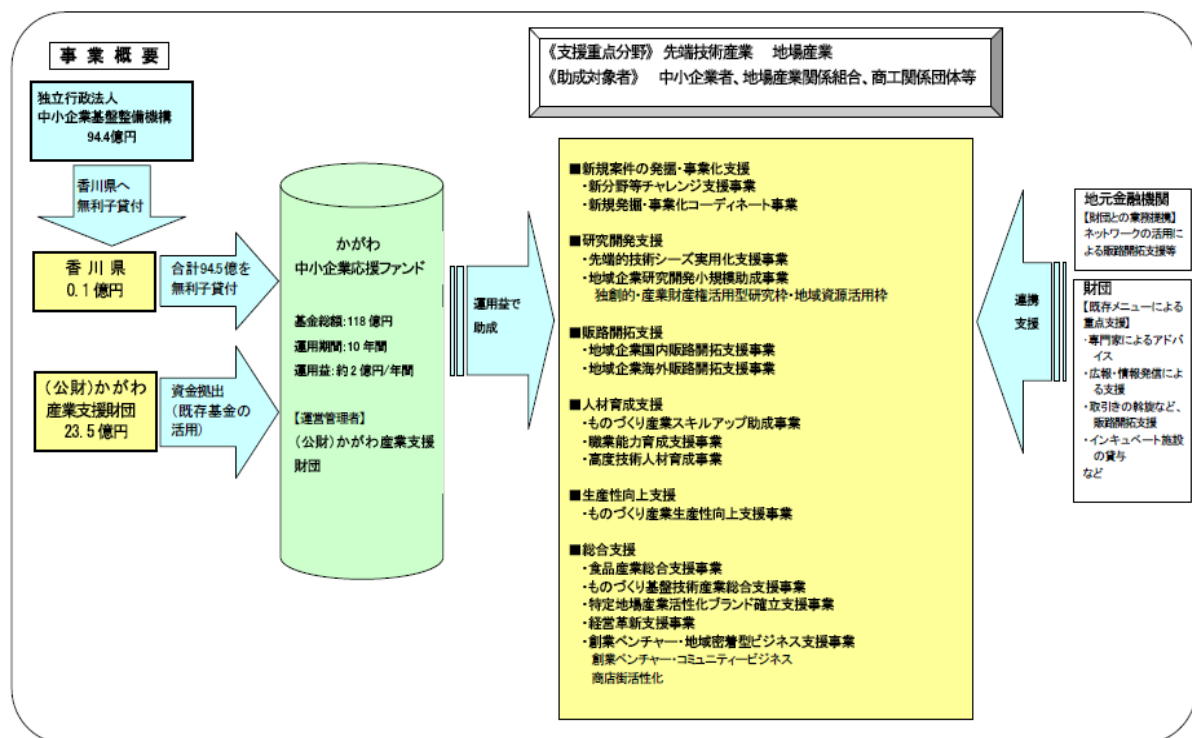 事業概要
《支援重点分野》 先端技術産業　地場産業
《助成対象者》　中小企業者、地場産業関係組合、商工関係団体等
独立行政法人
中小企業基盤整備機構
94.4億円
香川県へ
無利子貸付
香川県
0.1億円
合計94.5億を
無利子貸付
(公財)かがわ
産業支援財団
23.5億円
資金拠出
(既存基金の
活用)
かがわ
中小企業応援ファンド
基金総額:118億円
運用期間:10年間
運用益:約2億円/年間
【運営管理者】
(公財)かがわ産業支援
財団
運用益で
助成
■新規案件の発掘・事業化支援
・新分野等チャレンジ支援事業
・新規発掘・事業化コーディネート事業
■研究開発支援
・先端的技術シーズ実用化支援事業
・地域企業研究開発小規模助成事業
独創的・産業財産権活用型研究枠・地域資源活用枠
■販路開拓支援
・地域企業国内販路開拓支援事業
・地域企業海外販路開拓支援事業
■人材育成支援
・ものづくり産業スキルアップ助成事業
・職業能力育成支援事業
・高度技術人材育成事業
■生産性向上支援
・ものづくり産業生産性向上支援事業
■総合支援
・食品産業総合支援事業
・ものづくり基盤技術産業総合支援事業
・特定地場産業活性化ブランド確立支援事業
・経営革新支援事業
・創業ベンチャー・地域密着型ビジネス支援事業
創業ベンチャー・コミュニティービジネス
商店街活性化
連携
支援
地元金融機関
【財団との業務提携】
ネットワークの活用に
よる販路開拓支援等
財団
【既存メニューによる
重点支援】
・専門家によるアドバ
イス
・広報・情報発信によ
る支援
・取引きの斡旋など、
販路開拓支援
・インキュベート施設
の貸与
など